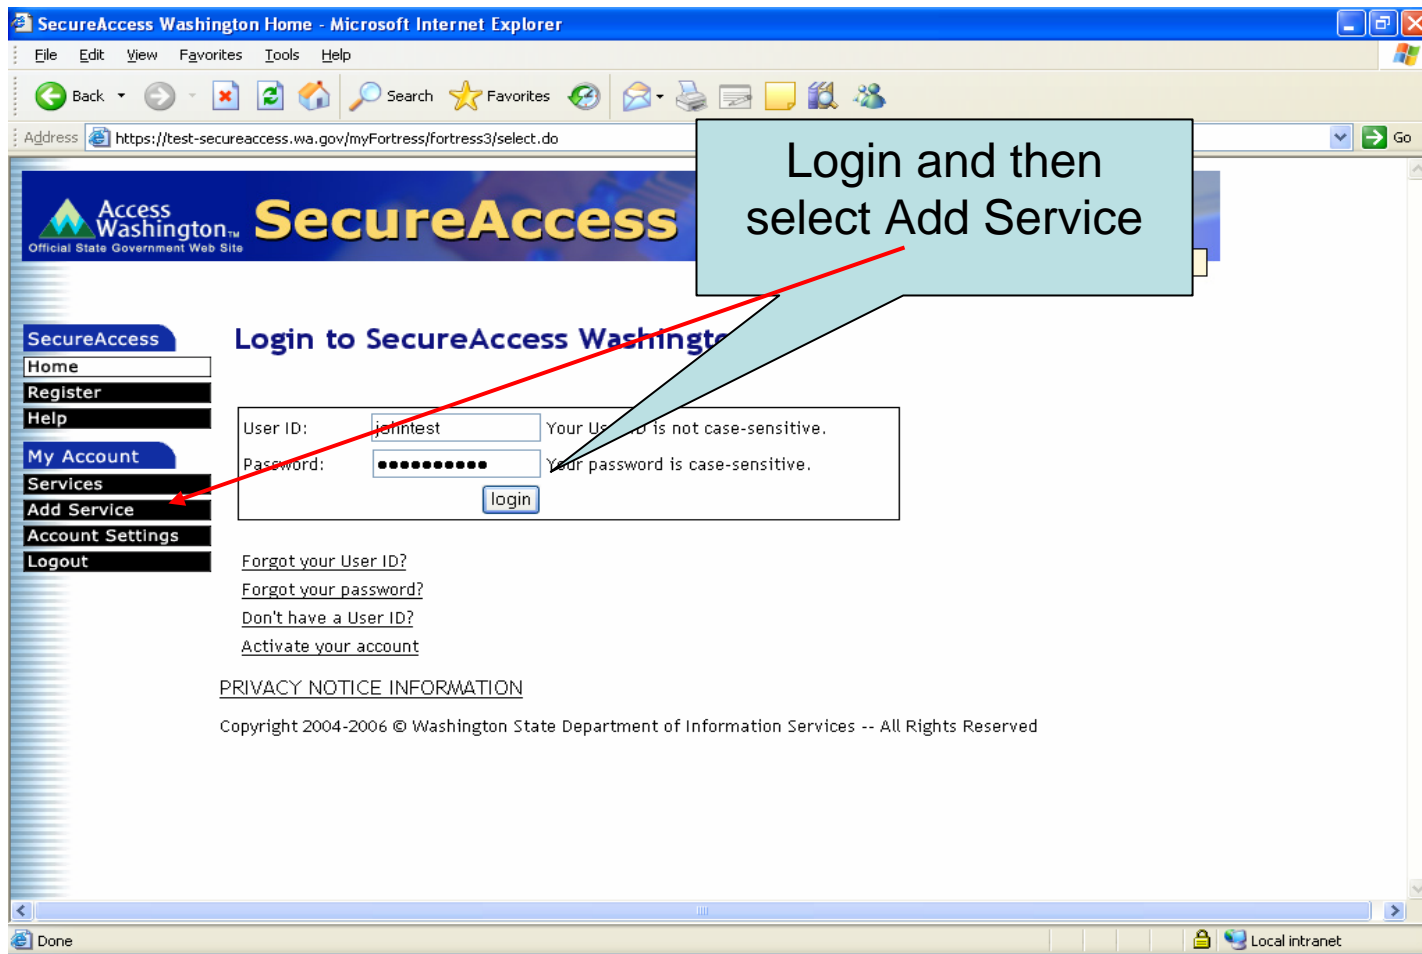 SecureAccess Washington Home - Microsoft Internet Explorer
File Edit View Favorites Tools Help
Back Search Favorites
Address https://test-secureaccess.wa.gov/myFortress/fortress3/select.do Go
Login and then
select Add Service
Access
Washington™
Official State Government Web Site
SecureAccess
SecureAccess
Home
Register
Help
My Account
Services
Add Service
Account Settings
Logout
Login to SecureAccess
User ID: johntest Your User ID is not case-sensitive.
Password: •••••••••• Your password is case-sensitive.
login
Forgot your User ID?
Forgot your password?
Don't have a User ID?
Activate your account
PRIVACY NOTICE INFORMATION
Copyright 2004-2006 © Washington State Department of Information Services -- All Rights Reserved
Done Local intranet